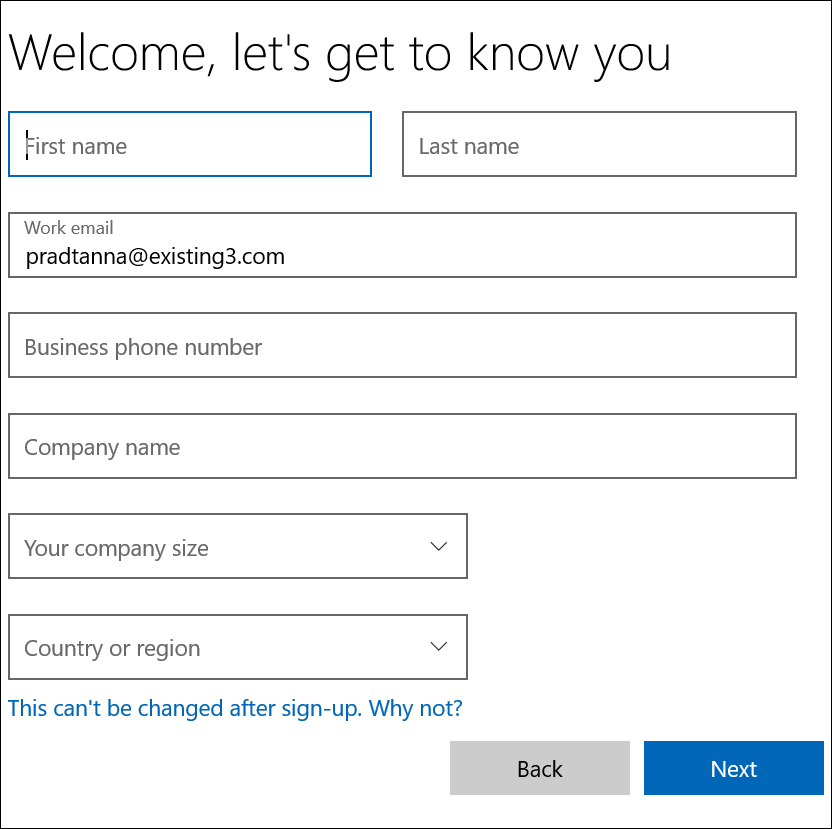 Welcome, let's get to know you
First name
Last name
Work email
pradtanna@existing3.com
Business phone number
Company name
Your company size
Country or region
This can't be changed after sign-up. Why not?
Back
Next